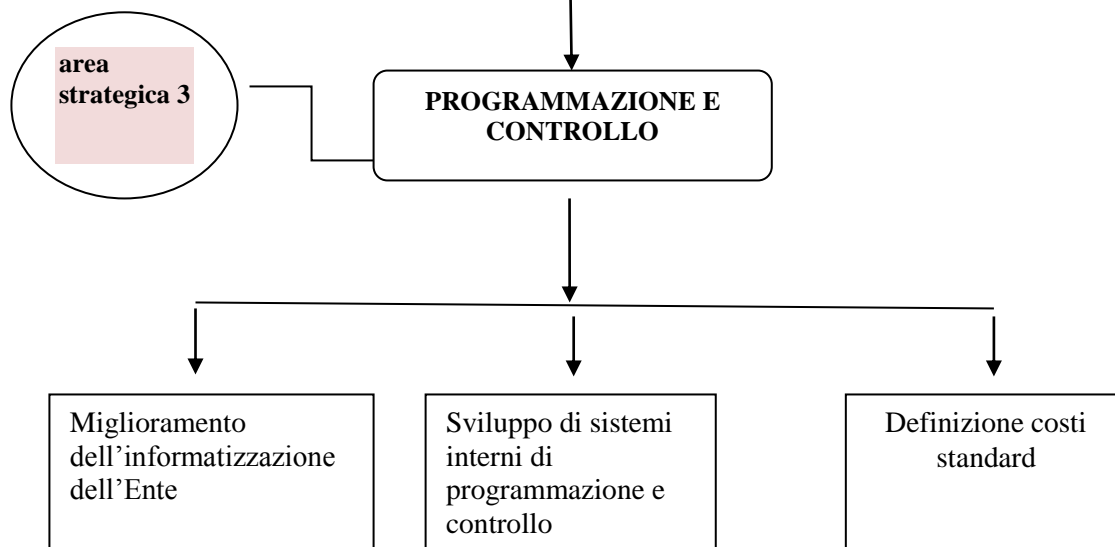 area
strategica 3
PROGRAMMAZIONE E
CONTROLLO
Miglioramento
dell’informatizzazione
dell’Ente
Sviluppo di sistemi
interni di
programmazione e
controllo
Definizione costi
standard